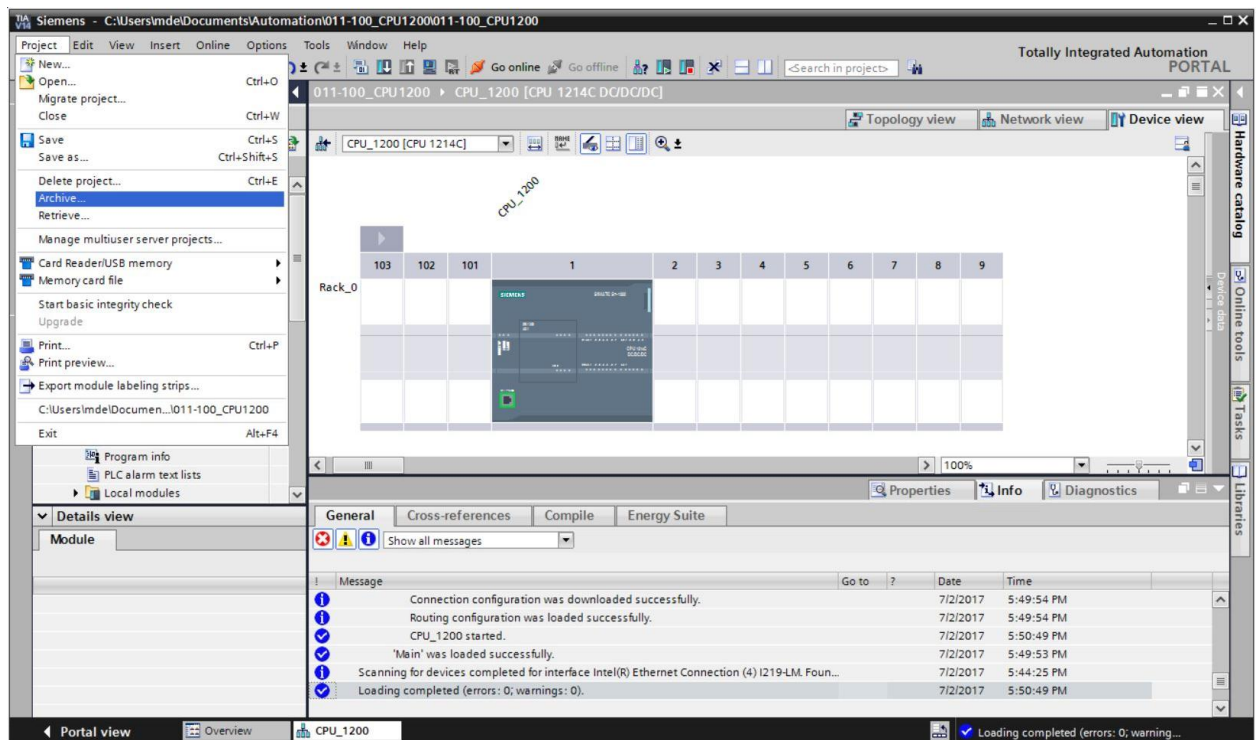 TIA V14 Siemens - C:\Users\mde\Documents\Automation\011-100_CPU1200\011-100_CPU1200
Project Edit View Insert Online Options Tools Window Help
Totally Integrated Automation
PORTAL
Go online Go offline <Search in project>
New...
Open... Ctrl+O
Migrate project...
Close Ctrl+W
Save Ctrl+S
Save as... Ctrl+Shift+S
Delete project... Ctrl+E
Archive...
Retrieve...
Manage multiuser server projects...
Card Reader/USB memory
Memory card file
Start basic integrity check
Upgrade
Print... Ctrl+P
Print preview...
Export module labeling strips...
C:\Users\mde\Documen...\011-100_CPU1200
Exit Alt+F4
Program info
PLC alarm text lists
Local modules
Details view
Module
011-100_CPU1200 CPU_1200 [CPU 1214C DC/DC/DC]
Topology view Network view Device view
CPU_1200 [CPU 1214C]
CPU_1200
103 102 101 1 2 3 4 5 6 7 8 9
Rack_0
SIEMENS
100%
Properties Info Diagnostics
General Cross-references Compile Energy Suite
Show all messages
! Message Go to ? Date Time
Connection configuration was downloaded successfully. 7/2/2017 5:49:54 PM
Routing configuration was loaded successfully. 7/2/2017 5:49:54 PM
CPU_1200 started. 7/2/2017 5:50:49 PM
'Main' was loaded successfully. 7/2/2017 5:49:53 PM
Scanning for devices completed for interface Intel(R) Ethernet Connection (4) I219-LM. Foun... 7/2/2017 5:44:25 PM
Loading completed (errors: 0; warnings: 0). 7/2/2017 5:50:49 PM
Hardware catalog
Online tools
Tasks
Libraries
Device data
Portal view Overview CPU_1200 Loading completed (errors: 0; warning...